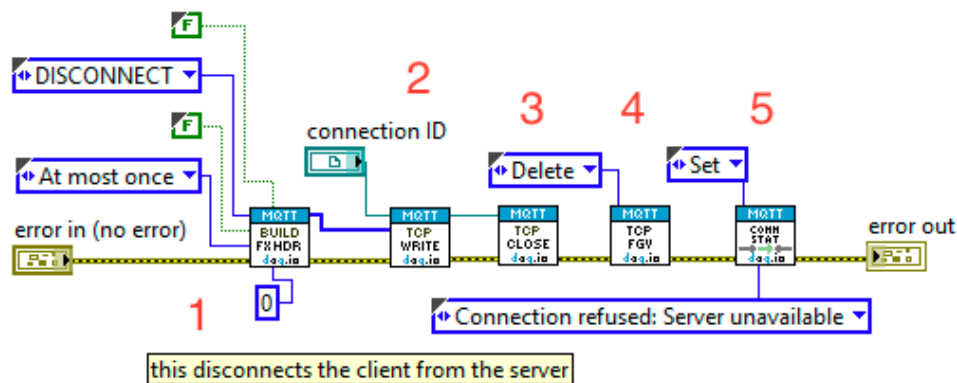 F
DISCONNECT
2
3
4
5
F
connection ID
Delete
Set
At most once
error in (no error)
MQTT
BUILD
FXHDR
daq.io
MQTT
TCP
WRITE
daq.io
MQTT
TCP
CLOSE
daq.io
MQTT
TCP
FGV
daq.io
MQTT
COMM
STAT
daq.io
error out
1
0
Connection refused: Server unavailable
this disconnects the client from the server